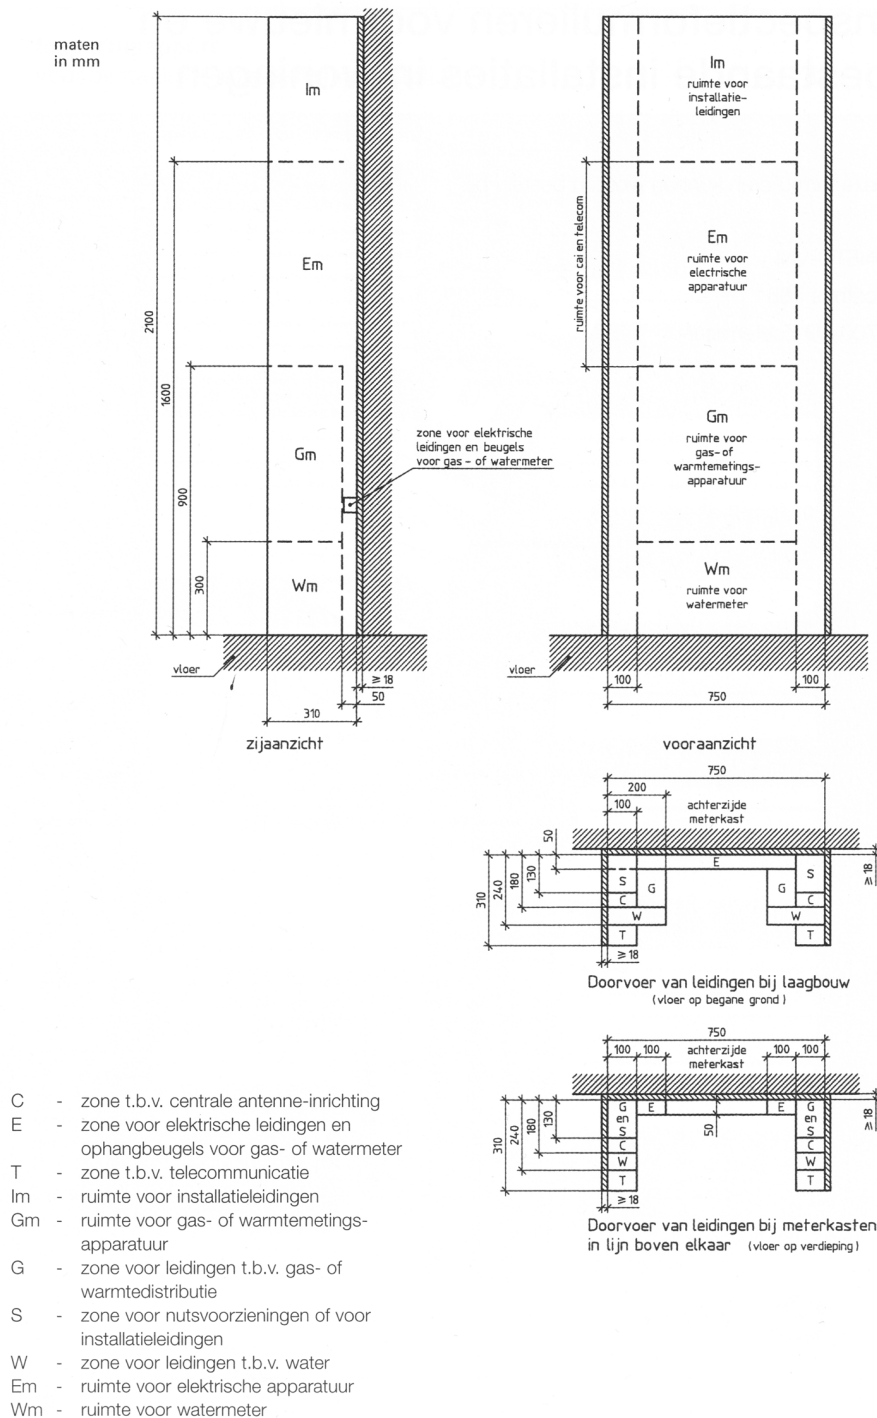 maten
in mm
Im
Em
Gm
Wm
2100
1600
900
300
zone voor elektrische
leidingen en beugels
voor gas- of watermeter
vloer
≥ 18
50
310
zijaanzicht
Im
ruimte voor
installatie-
leidingen
Em
ruimte voor
electrische
apparatuur
ruimte voor cai en telecom
Gm
ruimte voor
gas- of
warmtemetings-
apparatuur
Wm
ruimte voor
watermeter
vloer
100
100
750
vooraanzicht
750
200
100
achterzijde
meterkast
50
E
≥ 18
310
240
180
130
S
G
C
W
T
G
S
C
W
T
≥ 18
Doorvoer van leidingen bij laagbouw
(vloer op begane grond)
750
100
100
achterzijde
meterkast
100
100
310
240
180
130
G
en
S
E
50
E
G
en
S
≥ 18
C
W
T
C
W
T
≥ 18
Doorvoer van leidingen bij meterkasten
in lijn boven elkaar (vloer op verdieping)
C - zone t.b.v. centrale antenne-inrichting
E - zone voor elektrische leidingen en
ophangbeugels voor gas- of watermeter
T - zone t.b.v. telecommunicatie
Im - ruimte voor installatieleidingen
Gm - ruimte voor gas- of warmtemetings-
apparatuur
G - zone voor leidingen t.b.v. gas- of
warmtedistributie
S - zone voor nutsvoorzieningen of voor
installatieleidingen
W - zone voor leidingen t.b.v. water
Em - ruimte voor elektrische apparatuur
Wm - ruimte voor watermeter